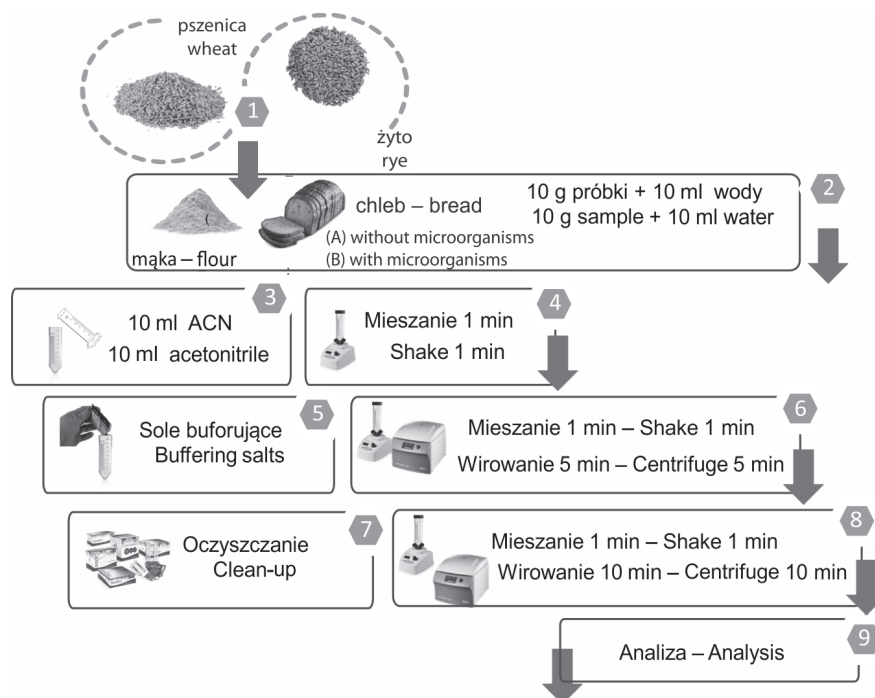 pszenica
wheat
1
żyto
rye
2
chleb – bread
10 g próbki + 10 ml wody
10 g sample + 10 ml water
(A) without microorganisms
(B) with microorganisms
mąka – flour
3
10 ml ACN
10 ml acetonitrile
4
Mieszanie 1 min
Shake 1 min
5
Sole buforujące
Buffering salts
6
Mieszanie 1 min – Shake 1 min
Wirowanie 5 min – Centrifuge 5 min
7
Oczyszczanie
Clean-up
8
Mieszanie 1 min – Shake 1 min
Wirowanie 10 min – Centrifuge 10 min
9
Analiza – Analysis